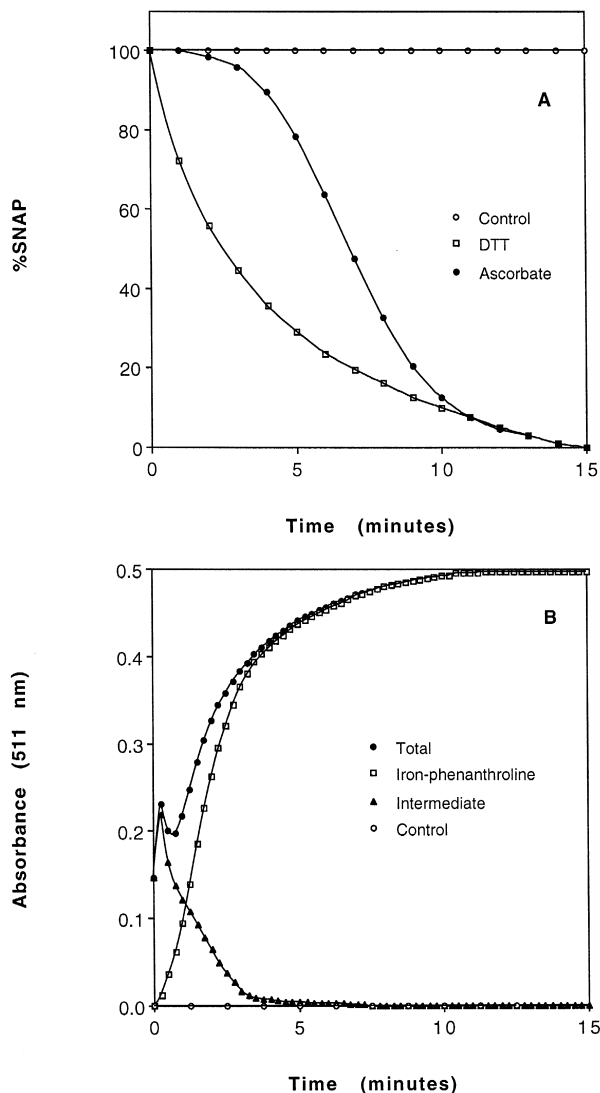 100
80
60
40
20
0
%SNAP
A
Control
DTT
Ascorbate
0 5 10 15
Time (minutes)
0.5
0.4
0.3
0.2
0.1
0.0
Absorbance (511 nm)
B
Total
Iron-phenanthroline
Intermediate
Control
0 5 10 15
Time (minutes)